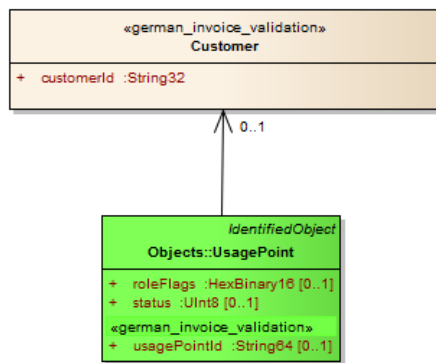 «german_invoice_validation»
Customer
+ customerId :String32
0..1
IdentifiedObject
Objects::UsagePoint
+ roleFlags :HexBinary16 [0..1]
+ status :UInt8 [0..1]
«german_invoice_validation»
+ usagePointId :String64 [0..1]